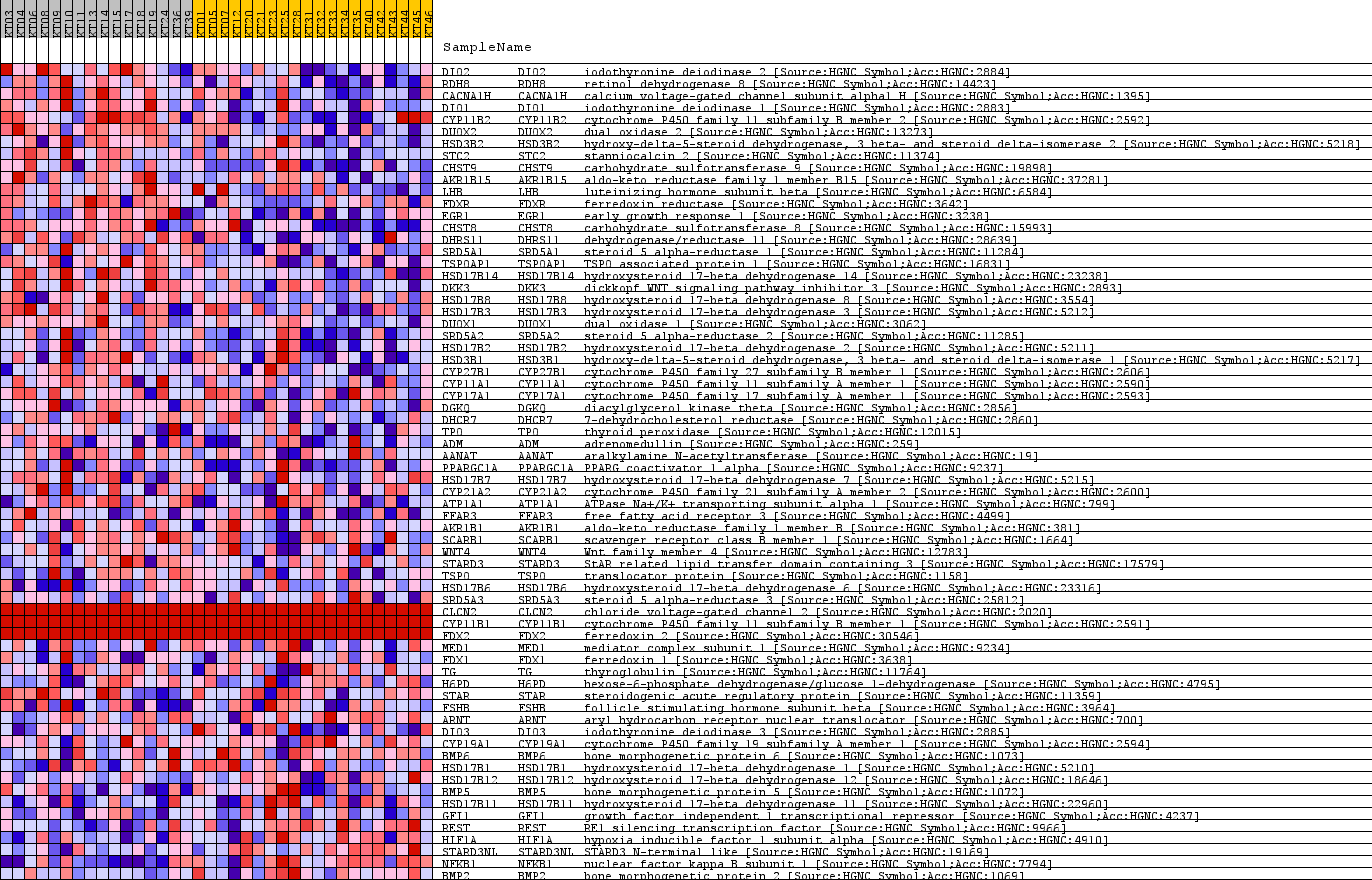 KT03 KT04 KT06 KT08 KT09 KT10 KT11 KT13 KT14 KT15 KT17 KT18 KT19 KT24 KT36 KT39 KT01 KT05 KT07 KT12 KT20 KT21 KT23 KT25 KT28 KT31 KT32 KT33 KT34 KT35 KT40 KT42 KT43 KT44 KT45 KT46
SampleName
DIO2 DIO2 iodothyronine deiodinase 2 [Source:HGNC Symbol;Acc:HGNC:2884]
RDH8 RDH8 retinol dehydrogenase 8 [Source:HGNC Symbol;Acc:HGNC:14423]
CACNA1H CACNA1H calcium voltage-gated channel subunit alpha1 H [Source:HGNC Symbol;Acc:HGNC:1395]
DIO1 DIO1 iodothyronine deiodinase 1 [Source:HGNC Symbol;Acc:HGNC:2883]
CYP11B2 CYP11B2 cytochrome P450 family 11 subfamily B member 2 [Source:HGNC Symbol;Acc:HGNC:2592]
DUOX2 DUOX2 dual oxidase 2 [Source:HGNC Symbol;Acc:HGNC:13273]
HSD3B2 HSD3B2 hydroxy-delta-5-steroid dehydrogenase, 3 beta- and steroid delta-isomerase 2 [Source:HGNC Symbol;Acc:HGNC:5218]
STC2 STC2 stanniocalcin 2 [Source:HGNC Symbol;Acc:HGNC:11374]
CHST9 CHST9 carbohydrate sulfotransferase 9 [Source:HGNC Symbol;Acc:HGNC:19898]
AKR1B15 AKR1B15 aldo-keto reductase family 1 member B15 [Source:HGNC Symbol;Acc:HGNC:37281]
LHB LHB luteinizing hormone subunit beta [Source:HGNC Symbol;Acc:HGNC:6584]
FDXR FDXR ferredoxin reductase [Source:HGNC Symbol;Acc:HGNC:3642]
EGR1 EGR1 early growth response 1 [Source:HGNC Symbol;Acc:HGNC:3238]
CHST8 CHST8 carbohydrate sulfotransferase 8 [Source:HGNC Symbol;Acc:HGNC:15993]
DHRS11 DHRS11 dehydrogenase/reductase 11 [Source:HGNC Symbol;Acc:HGNC:28639]
SRD5A1 SRD5A1 steroid 5 alpha-reductase 1 [Source:HGNC Symbol;Acc:HGNC:11284]
TSPOAP1 TSPOAP1 TSPO associated protein 1 [Source:HGNC Symbol;Acc:HGNC:16831]
HSD17B14 HSD17B14 hydroxysteroid 17-beta dehydrogenase 14 [Source:HGNC Symbol;Acc:HGNC:23238]
DKK3 DKK3 dickkopf WNT signaling pathway inhibitor 3 [Source:HGNC Symbol;Acc:HGNC:2893]
HSD17B8 HSD17B8 hydroxysteroid 17-beta dehydrogenase 8 [Source:HGNC Symbol;Acc:HGNC:3554]
HSD17B3 HSD17B3 hydroxysteroid 17-beta dehydrogenase 3 [Source:HGNC Symbol;Acc:HGNC:5212]
DUOX1 DUOX1 dual oxidase 1 [Source:HGNC Symbol;Acc:HGNC:3062]
SRD5A2 SRD5A2 steroid 5 alpha-reductase 2 [Source:HGNC Symbol;Acc:HGNC:11285]
HSD17B2 HSD17B2 hydroxysteroid 17-beta dehydrogenase 2 [Source:HGNC Symbol;Acc:HGNC:5211]
HSD3B1 HSD3B1 hydroxy-delta-5-steroid dehydrogenase, 3 beta- and steroid delta-isomerase 1 [Source:HGNC Symbol;Acc:HGNC:5217]
CYP27B1 CYP27B1 cytochrome P450 family 27 subfamily B member 1 [Source:HGNC Symbol;Acc:HGNC:2606]
CYP11A1 CYP11A1 cytochrome P450 family 11 subfamily A member 1 [Source:HGNC Symbol;Acc:HGNC:2590]
CYP17A1 CYP17A1 cytochrome P450 family 17 subfamily A member 1 [Source:HGNC Symbol;Acc:HGNC:2593]
DGKQ DGKQ diacylglycerol kinase theta [Source:HGNC Symbol;Acc:HGNC:2856]
DHCR7 DHCR7 7-dehydrocholesterol reductase [Source:HGNC Symbol;Acc:HGNC:2860]
TPO TPO thyroid peroxidase [Source:HGNC Symbol;Acc:HGNC:12015]
ADM ADM adrenomedullin [Source:HGNC Symbol;Acc:HGNC:259]
AANAT AANAT aralkylamine N-acetyltransferase [Source:HGNC Symbol;Acc:HGNC:19]
PPARGC1A PPARGC1A PPARG coactivator 1 alpha [Source:HGNC Symbol;Acc:HGNC:9237]
HSD17B7 HSD17B7 hydroxysteroid 17-beta dehydrogenase 7 [Source:HGNC Symbol;Acc:HGNC:5215]
CYP21A2 CYP21A2 cytochrome P450 family 21 subfamily A member 2 [Source:HGNC Symbol;Acc:HGNC:2600]
ATP1A1 ATP1A1 ATPase Na+/K+ transporting subunit alpha 1 [Source:HGNC Symbol;Acc:HGNC:799]
FFAR3 FFAR3 free fatty acid receptor 3 [Source:HGNC Symbol;Acc:HGNC:4499]
AKR1B1 AKR1B1 aldo-keto reductase family 1 member B [Source:HGNC Symbol;Acc:HGNC:381]
SCARB1 SCARB1 scavenger receptor class B member 1 [Source:HGNC Symbol;Acc:HGNC:1664]
WNT4 WNT4 Wnt family member 4 [Source:HGNC Symbol;Acc:HGNC:12783]
STARD3 STARD3 StAR related lipid transfer domain containing 3 [Source:HGNC Symbol;Acc:HGNC:17579]
TSPO TSPO translocator protein [Source:HGNC Symbol;Acc:HGNC:1158]
HSD17B6 HSD17B6 hydroxysteroid 17-beta dehydrogenase 6 [Source:HGNC Symbol;Acc:HGNC:23316]
SRD5A3 SRD5A3 steroid 5 alpha-reductase 3 [Source:HGNC Symbol;Acc:HGNC:25812]
CLCN2 CLCN2 chloride voltage-gated channel 2 [Source:HGNC Symbol;Acc:HGNC:2020]
CYP11B1 CYP11B1 cytochrome P450 family 11 subfamily B member 1 [Source:HGNC Symbol;Acc:HGNC:2591]
FDX2 FDX2 ferredoxin 2 [Source:HGNC Symbol;Acc:HGNC:30546]
MED1 MED1 mediator complex subunit 1 [Source:HGNC Symbol;Acc:HGNC:9234]
FDX1 FDX1 ferredoxin 1 [Source:HGNC Symbol;Acc:HGNC:3638]
TG TG thyroglobulin [Source:HGNC Symbol;Acc:HGNC:11764]
H6PD H6PD hexose-6-phosphate dehydrogenase/glucose 1-dehydrogenase [Source:HGNC Symbol;Acc:HGNC:4795]
STAR STAR steroidogenic acute regulatory protein [Source:HGNC Symbol;Acc:HGNC:11359]
FSHB FSHB follicle stimulating hormone subunit beta [Source:HGNC Symbol;Acc:HGNC:3964]
ARNT ARNT aryl hydrocarbon receptor nuclear translocator [Source:HGNC Symbol;Acc:HGNC:700]
DIO3 DIO3 iodothyronine deiodinase 3 [Source:HGNC Symbol;Acc:HGNC:2885]
CYP19A1 CYP19A1 cytochrome P450 family 19 subfamily A member 1 [Source:HGNC Symbol;Acc:HGNC:2594]
BMP6 BMP6 bone morphogenetic protein 6 [Source:HGNC Symbol;Acc:HGNC:1073]
HSD17B1 HSD17B1 hydroxysteroid 17-beta dehydrogenase 1 [Source:HGNC Symbol;Acc:HGNC:5210]
HSD17B12 HSD17B12 hydroxysteroid 17-beta dehydrogenase 12 [Source:HGNC Symbol;Acc:HGNC:18646]
BMP5 BMP5 bone morphogenetic protein 5 [Source:HGNC Symbol;Acc:HGNC:1072]
HSD17B11 HSD17B11 hydroxysteroid 17-beta dehydrogenase 11 [Source:HGNC Symbol;Acc:HGNC:22960]
GFI1 GFI1 growth factor independent 1 transcriptional repressor [Source:HGNC Symbol;Acc:HGNC:4237]
REST REST RE1 silencing transcription factor [Source:HGNC Symbol;Acc:HGNC:9966]
HIF1A HIF1A hypoxia inducible factor 1 subunit alpha [Source:HGNC Symbol;Acc:HGNC:4910]
STARD3NL STARD3NL STARD3 N-terminal like [Source:HGNC Symbol;Acc:HGNC:19169]
NFKB1 NFKB1 nuclear factor kappa B subunit 1 [Source:HGNC Symbol;Acc:HGNC:7794]
BMP2 BMP2 bone morphogenetic protein 2 [Source:HGNC Symbol;Acc:HGNC:1069]